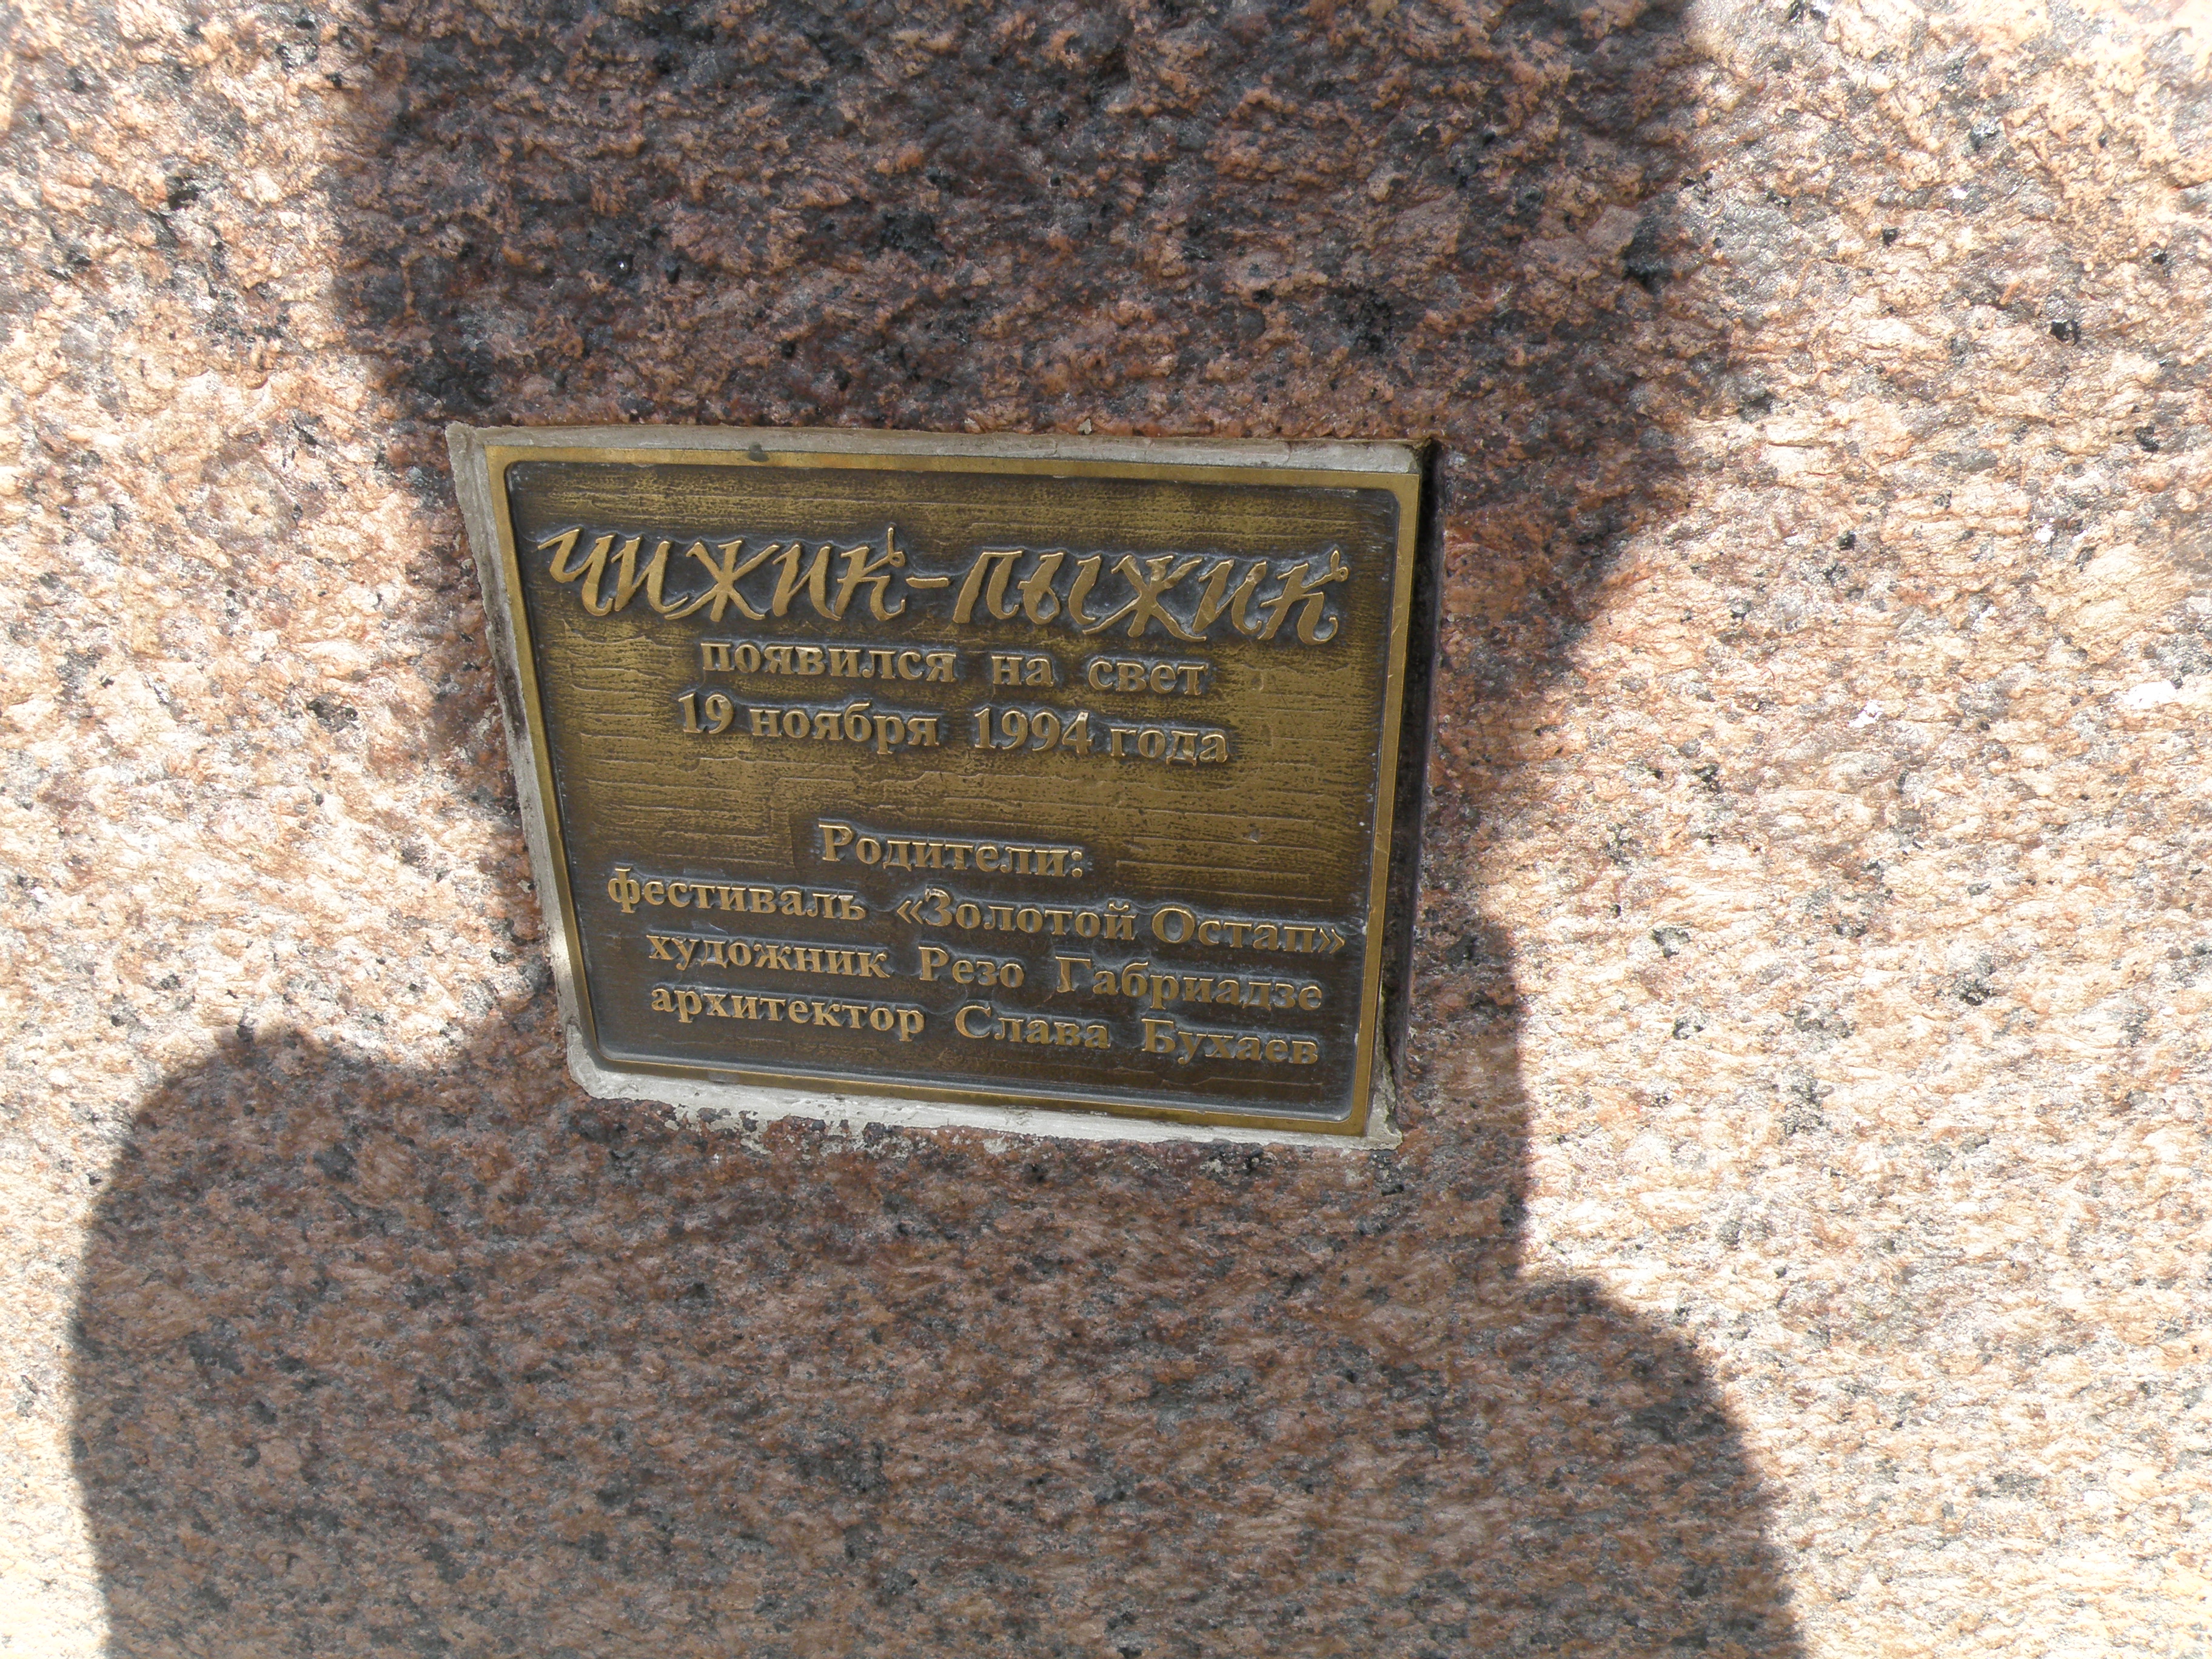 Чижик-Пыжик
появился на свет
19 ноября 1994 года
Родители:
фестиваль «Золотой Остап»
художник Резо Габриадзе
архитектор Слава Бухаев